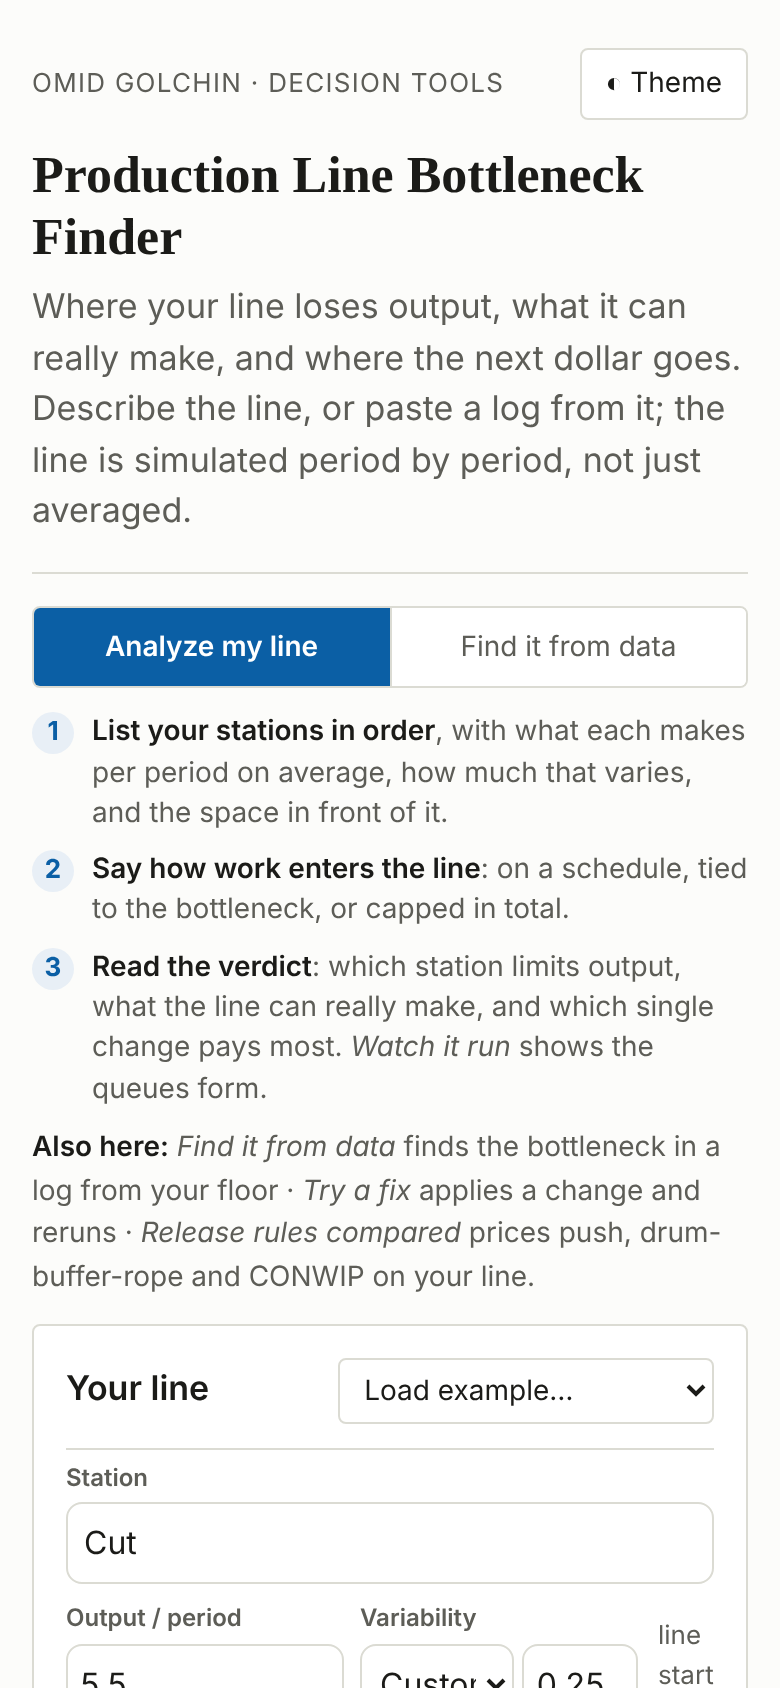 OMID GOLCHIN · DECISION TOOLS
Theme
Production Line Bottleneck
Finder
Where your line loses output, what it can
really make, and where the next dollar goes.
Describe the line, or paste a log from it; the
line is simulated period by period, not just
averaged.
Analyze my line
Find it from data
1 List your stations in order, with what each makes
per period on average, how much that varies,
and the space in front of it.
2 Say how work enters the line: on a schedule, tied
to the bottleneck, or capped in total.
3 Read the verdict: which station limits output,
what the line can really make, and which single
change pays most. Watch it run shows the
queues form.
Also here: Find it from data finds the bottleneck in a
log from your floor · Try a fix applies a change and
reruns · Release rules compared prices push, drum-
buffer-rope and CONWIP on your line.
Your line
Load example...
Station
Cut
Output / period
Variability
line
start
5.5
Custor
0.25